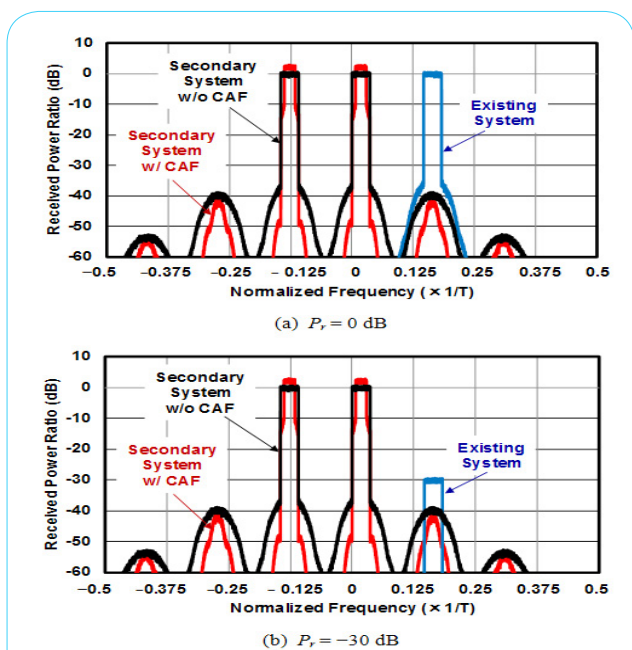 10
0
-10
-20
-30
-40
-50
-60
Received Power Ratio (dB)
Secondary
System
w/o CAF
Secondary
System
w/ CAF
Existing
System
−0.5 −0.375 −0.25 − 0.125 0 0.125 0.25 0.375 0.5
Normalized Frequency ( × 1/T)
(a) Pr = 0 dB
10
0
-10
-20
-30
-40
-50
-60
Received Power Ratio (dB)
Secondary
System
w/o CAF
Secondary
System
w/ CAF
Existing
System
−0.5 −0.375 −0.25 − 0.125 0 0.125 0.25 0.375 0.5
Normalized Frequency ( × 1/T)
(b) Pr = −30 dB